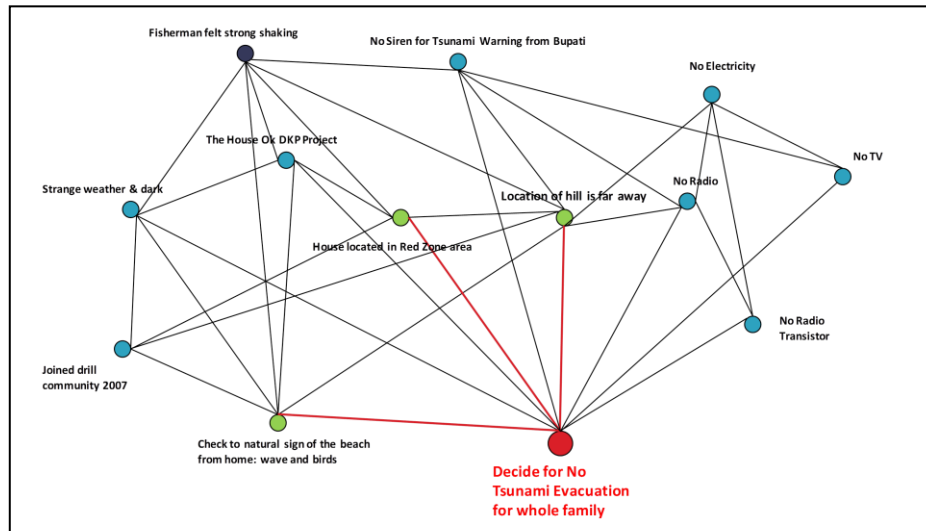 Fisherman felt strong shaking
No Siren for Tsunami Warning from Bupati
No Electricity
The House Ok DKP Project
No TV
Strange weather & dark
Location of hill is far away
No Radio
House located in Red Zone area
No Radio
Transistor
Joined drill
community 2007
Check to natural sign of the beach
from home: wave and birds
Decide for No
Tsunami Evacuation
for whole family